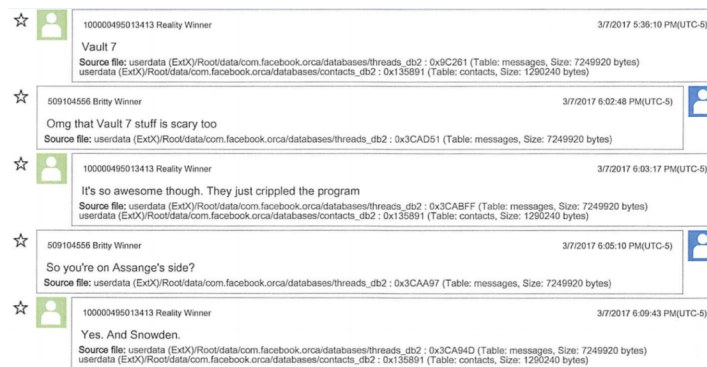 100000495013413 Reality Winner 3/7/2017 5:36:10 PM(UTC-5)
Vault 7
Source file: userdata (ExtX)/Root/data/com.facebook.orca/databases/threads_db2 : 0x9C261 (Table: messages, Size: 7249920 bytes)
userdata (ExtX)/Root/data/com.facebook.orca/databases/contacts_db2 : 0x135891 (Table: contacts, Size: 1290240 bytes)
509104556 Britty Winner 3/7/2017 6:02:48 PM(UTC-5)
Omg that Vault 7 stuff is scary too
Source file: userdata (ExtX)/Root/data/com.facebook.orca/databases/threads_db2 : 0x3CAD51 (Table: messages, Size: 7249920 bytes)
100000495013413 Reality Winner 3/7/2017 6:03:17 PM(UTC-5)
It's so awesome though. They just crippled the program
Source file: userdata (ExtX)/Root/data/com.facebook.orca/databases/threads_db2 : 0x3CABFF (Table: messages, Size: 7249920 bytes)
userdata (ExtX)/Root/data/com.facebook.orca/databases/contacts_db2 : 0x135891 (Table: contacts, Size: 1290240 bytes)
509104556 Britty Winner 3/7/2017 6:05:10 PM(UTC-5)
So you're on Assange's side?
Source file: userdata (ExtX)/Root/data/com.facebook.orca/databases/threads_db2 : 0x3CAA97 (Table: messages, Size: 7249920 bytes)
100000495013413 Reality Winner 3/7/2017 6:09:43 PM(UTC-5)
Yes. And Snowden.
Source file: userdata (ExtX)/Root/data/com.facebook.orca/databases/threads_db2 : 0x3CA94D (Table: messages, Size: 7249920 bytes)
userdata (ExtX)/Root/data/com.facebook.orca/databases/contacts_db2 : 0x135891 (Table: contacts, Size: 1290240 bytes)